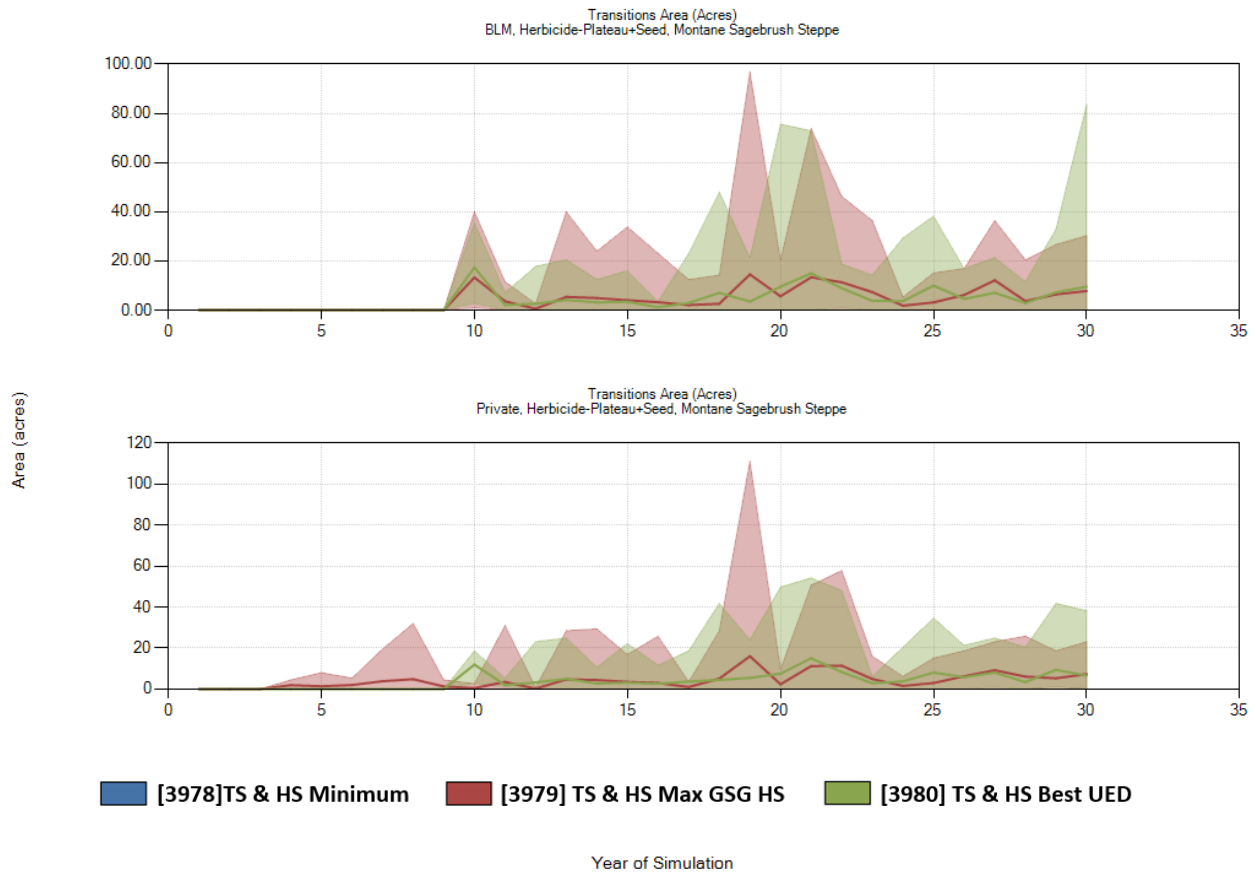 Transitions Area (Acres)
BLM, Herbicide-Plateau+Seed, Montane Sagebrush Steppe
100.00
80.00
60.00
40.00
20.00
0.00
0 5 10 15 20 25 30 35
Transitions Area (Acres)
Private, Herbicide-Plateau+Seed, Montane Sagebrush Steppe
120
100
80
60
40
20
0
0 5 10 15 20 25 30 35
Area (acres)
[3978]TS & HS Minimum [3979] TS & HS Max GSG HS [3980] TS & HS Best UED
Year of Simulation